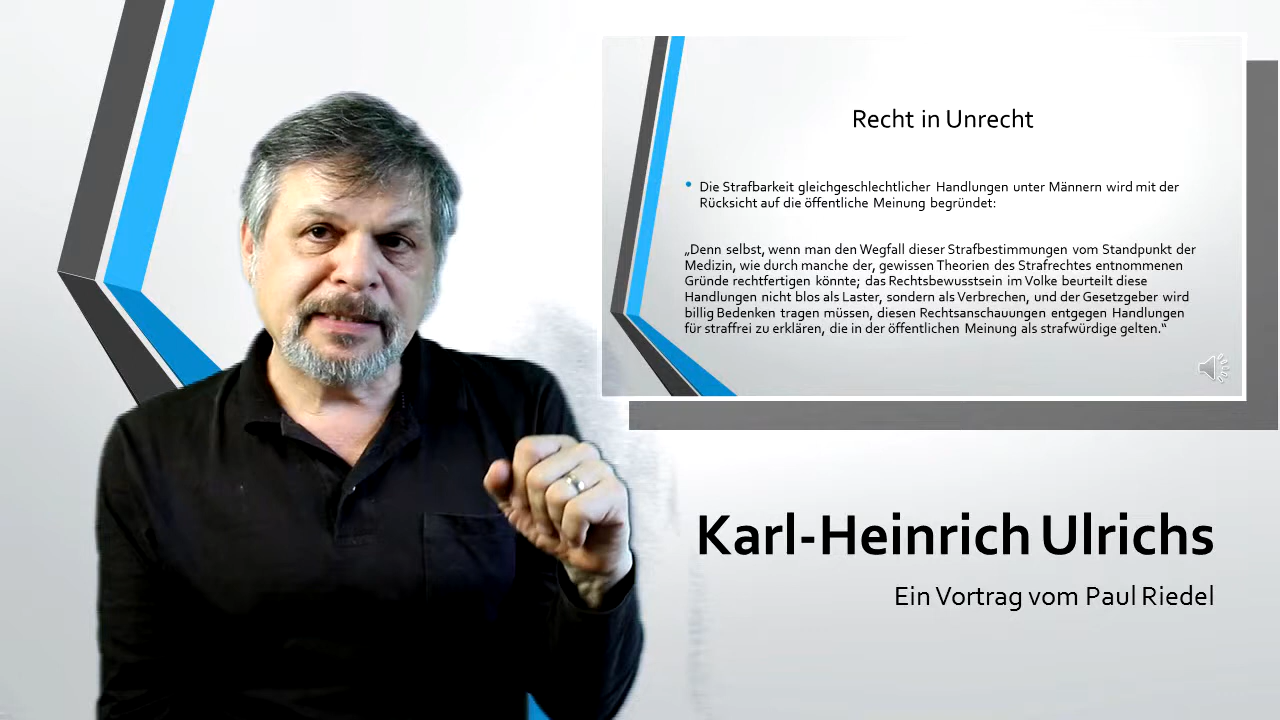 Recht in Unrecht
• Die Strafbarkeit gleichgeschlechtlicher Handlungen unter Männern wird mit der
Rücksicht auf die öffentliche Meinung begründet:
„Denn selbst, wenn man den Wegfall dieser Strafbestimmungen vom Standpunkt der
Medizin, wie durch manche der, gewissen Theorien des Strafrechtes entnommenen
Gründe rechtfertigen könnte; das Rechtsbewusstsein im Volke beurteilt diese
Handlungen nicht blos als Laster, sondern als Verbrechen, und der Gesetzgeber wird
billig Bedenken tragen müssen, diesen Rechtsanschauungen entgegen Handlungen
für straffrei zu erklären, die in der öffentlichen Meinung als strafwürdige gelten.“
Karl-Heinrich Ulrichs
Ein Vortrag vom Paul Riedel